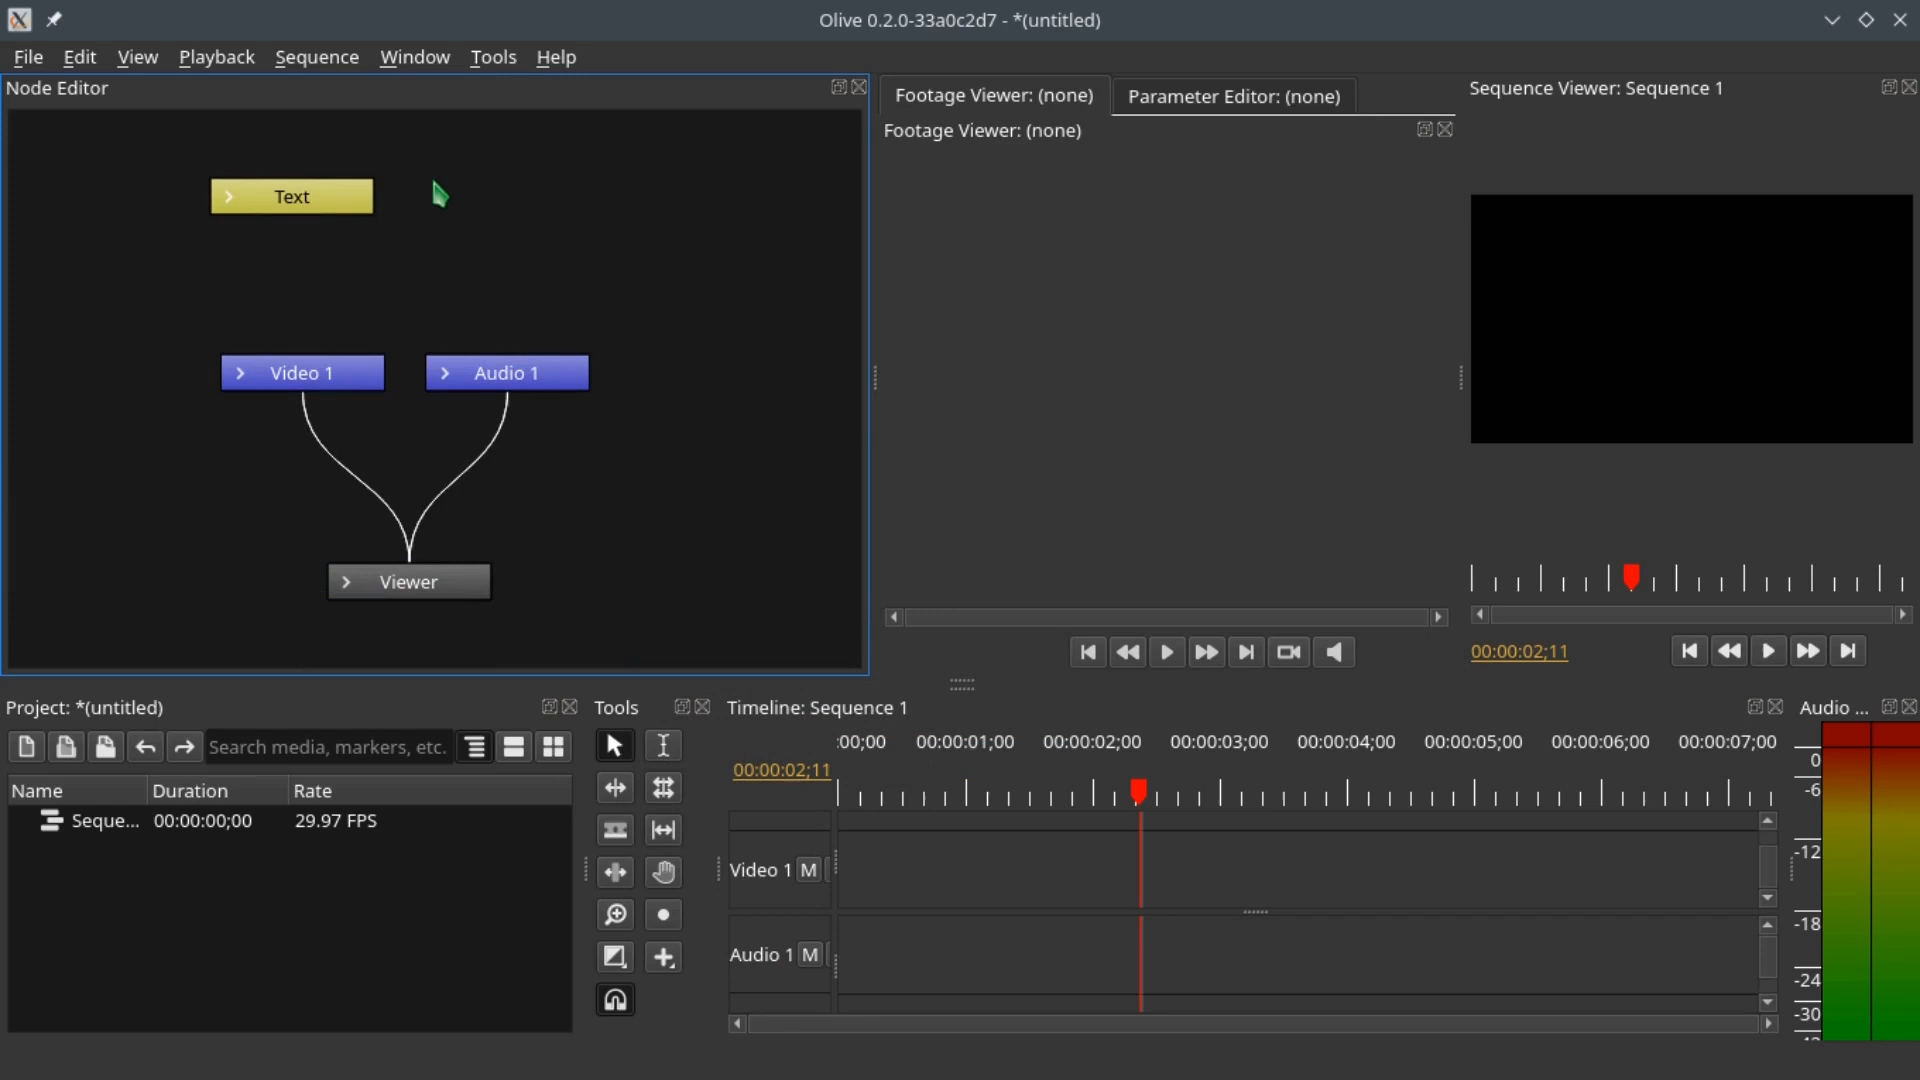 Olive 0.2.0-33a0c2d7 - *(untitled)
File Edit View Playback Sequence Window Tools Help
Node Editor
Text
Video 1
Audio 1
Viewer
Footage Viewer: (none)
Parameter Editor: (none)
Footage Viewer: (none)
Sequence Viewer: Sequence 1
00:00:02;11
Project: *(untitled)
Search media, markers, etc.
Name Duration Rate
Seque... 00:00:00;00 29.97 FPS
Tools
Timeline: Sequence 1
:00;00 00:00:01;00 00:00:02;00 00:00:03;00 00:00:04;00 00:00:05;00 00:00:06;00 00:00:07;00
00:00:02;11
Video 1 M
Audio 1 M
Audio ...
0
-6
-12
-18
-24
-30